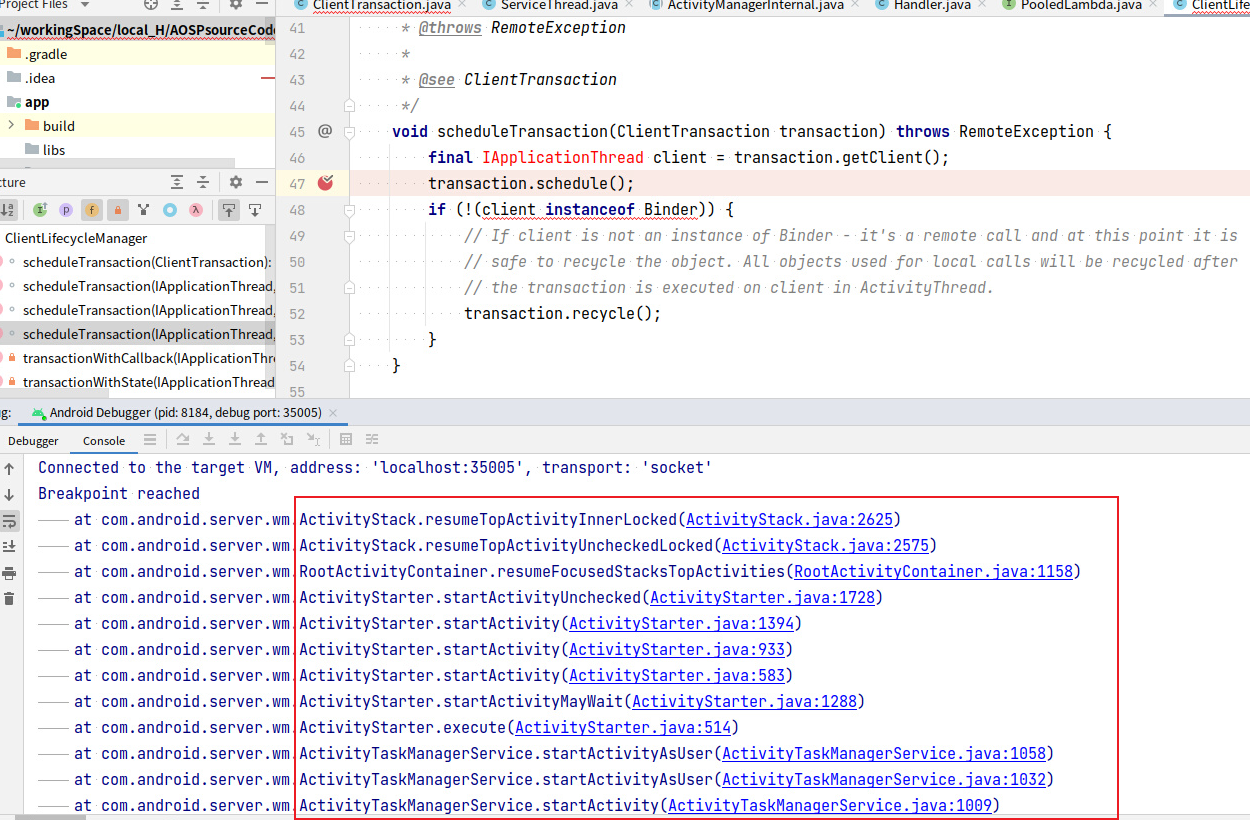 Project Files
ClientTransaction.java
ServiceThread.java
ActivityManagerInternal.java
Handler.java
PooledLambda.java
ClientLife
~/workingSpace/local_H/AOSPsourceCode
.gradle
.idea
app
build
libs
cture
ClientLifecycleManager
scheduleTransaction(ClientTransaction):
scheduleTransaction(IApplicationThread,
scheduleTransaction(IApplicationThread,
scheduleTransaction(IApplicationThread,
transactionWithCallback(IApplicationThr
transactionWithState(IApplicationThread
41 * @throws RemoteException
42 *
43 * @see ClientTransaction
44 */
45 @ void scheduleTransaction(ClientTransaction transaction) throws RemoteException {
46 final IApplicationThread client = transaction.getClient();
47 transaction.schedule();
48 if (!(client instanceof Binder)) {
49 // If client is not an instance of Binder - it's a remote call and at this point it is
50 // safe to recycle the object. All objects used for local calls will be recycled after
51 // the transaction is executed on client in ActivityThread.
52 transaction.recycle();
53 }
54 }
55
g: Android Debugger (pid: 8184, debug port: 35005)
Debugger Console
Connected to the target VM, address: 'localhost:35005', transport: 'socket'
Breakpoint reached
at com.android.server.wm.ActivityStack.resumeTopActivityInnerLocked(ActivityStack.java:2625)
at com.android.server.wm.ActivityStack.resumeTopActivityUncheckedLocked(ActivityStack.java:2575)
at com.android.server.wm.RootActivityContainer.resumeFocusedStacksTopActivities(RootActivityContainer.java:1158)
at com.android.server.wm.ActivityStarter.startActivityUnchecked(ActivityStarter.java:1728)
at com.android.server.wm.ActivityStarter.startActivity(ActivityStarter.java:1394)
at com.android.server.wm.ActivityStarter.startActivity(ActivityStarter.java:933)
at com.android.server.wm.ActivityStarter.startActivity(ActivityStarter.java:583)
at com.android.server.wm.ActivityStarter.startActivityMayWait(ActivityStarter.java:1288)
at com.android.server.wm.ActivityStarter.execute(ActivityStarter.java:514)
at com.android.server.wm.ActivityTaskManagerService.startActivityAsUser(ActivityTaskManagerService.java:1058)
at com.android.server.wm.ActivityTaskManagerService.startActivityAsUser(ActivityTaskManagerService.java:1032)
at com.android.server.wm.ActivityTaskManagerService.startActivity(ActivityTaskManagerService.java:1009)